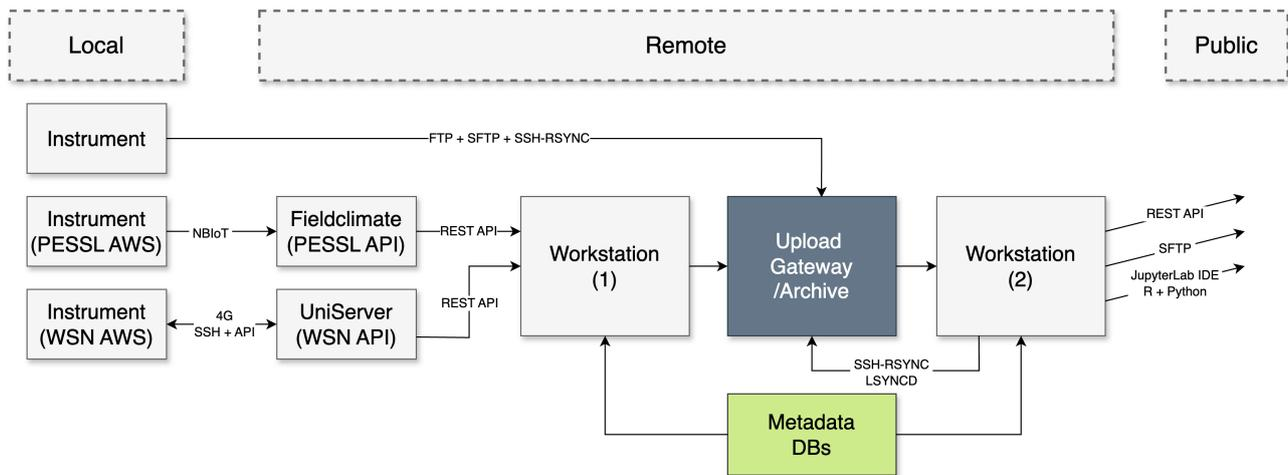 Local
Remote
Public
Instrument
FTP + SFTP + SSH-RSYNC
Instrument
(PESSL AWS)
NBIoT
Fieldclimate
(PESSL API)
REST API
Workstation
(1)
Upload
Gateway
/Archive
Workstation
(2)
REST API
SFTP
JupyterLab IDE
R + Python
Instrument
(WSN AWS)
4G
SSH + API
UniServer
(WSN API)
REST API
SSH-RSYNC
LSYNCD
Metadata
DBs